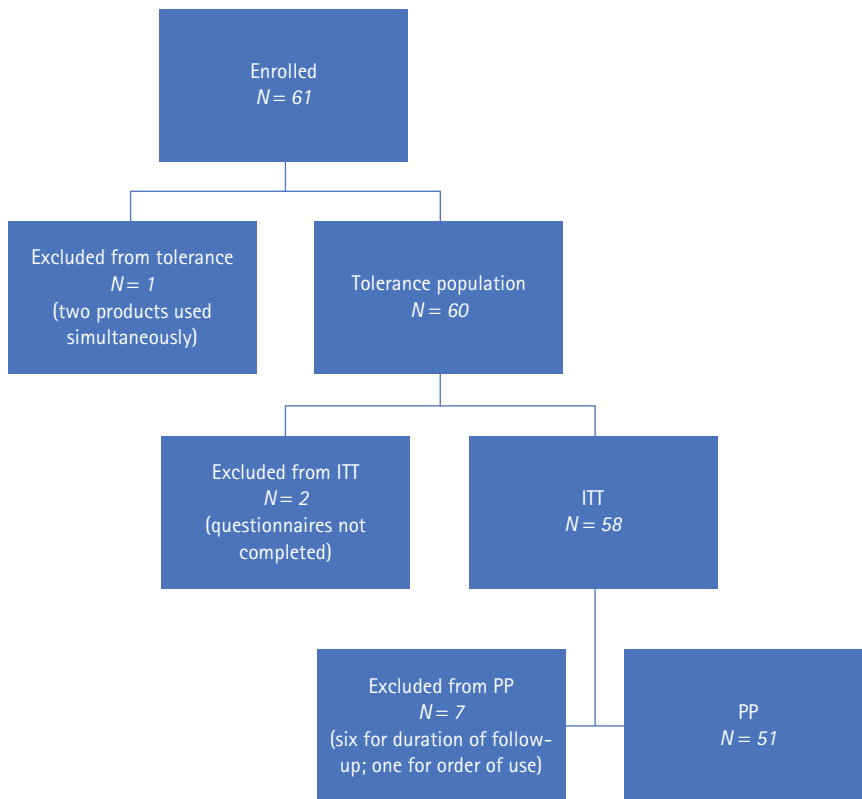 Enrolled
N = 61
Excluded from tolerance
N = 1
(two products used
simultaneously)
Tolerance population
N = 60
Excluded from ITT
N = 2
(questionnaires not
completed)
ITT
N = 58
Excluded from PP
N = 7
(six for duration of follow-
up; one for order of use)
PP
N = 51